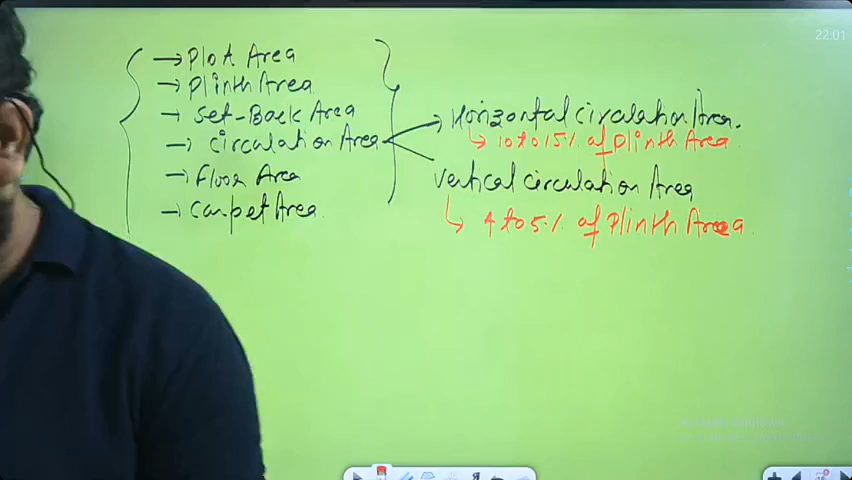 22:01
→ Plot Area
→ Plinth Area
→ Set-Back Area
→ circulation Area
→ Floor Area
→ carpet Area.
Horizontal circulation Area.
↳ 10 to 15% of Plinth Area
vertical circulation Area
↳ 4 to 5% of Plinth Area